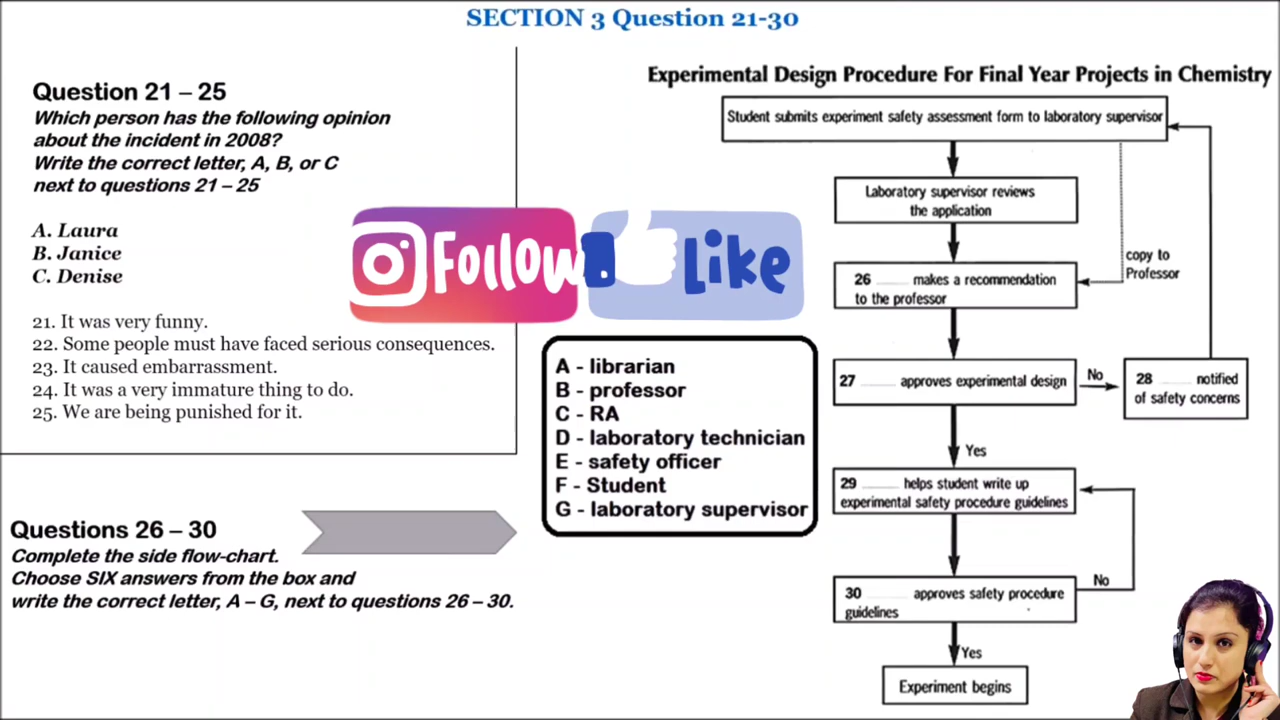 SECTION 3 Question 21-30
Question 21 – 25
Which person has the following opinion
about the incident in 2008?
Write the correct letter, A, B, or C
next to questions 21 – 25
A. Laura
B. Janice
C. Denise
21. It was very funny.
22. Some people must have faced serious consequences.
23. It caused embarrassment.
24. It was a very immature thing to do.
25. We are being punished for it.
Follow
Like
A - librarian
B - professor
C - RA
D - laboratory technician
E - safety officer
F - Student
G - laboratory supervisor
Questions 26 – 30
Complete the side flow-chart.
Choose SIX answers from the box and
write the correct letter, A – G, next to questions 26 – 30.
Experimental Design Procedure For Final Year Projects in Chemistry
Student submits experiment safety assessment form to laboratory supervisor
Laboratory supervisor reviews
the application
copy to
Professor
26 ........ makes a recommendation
to the professor
27 ........ approves experimental design
No
28 ........ notified
of safety concerns
Yes
29 ........ helps student write up
experimental safety procedure guidelines
No
30 ........ approves safety procedure
guidelines
Yes
Experiment begins